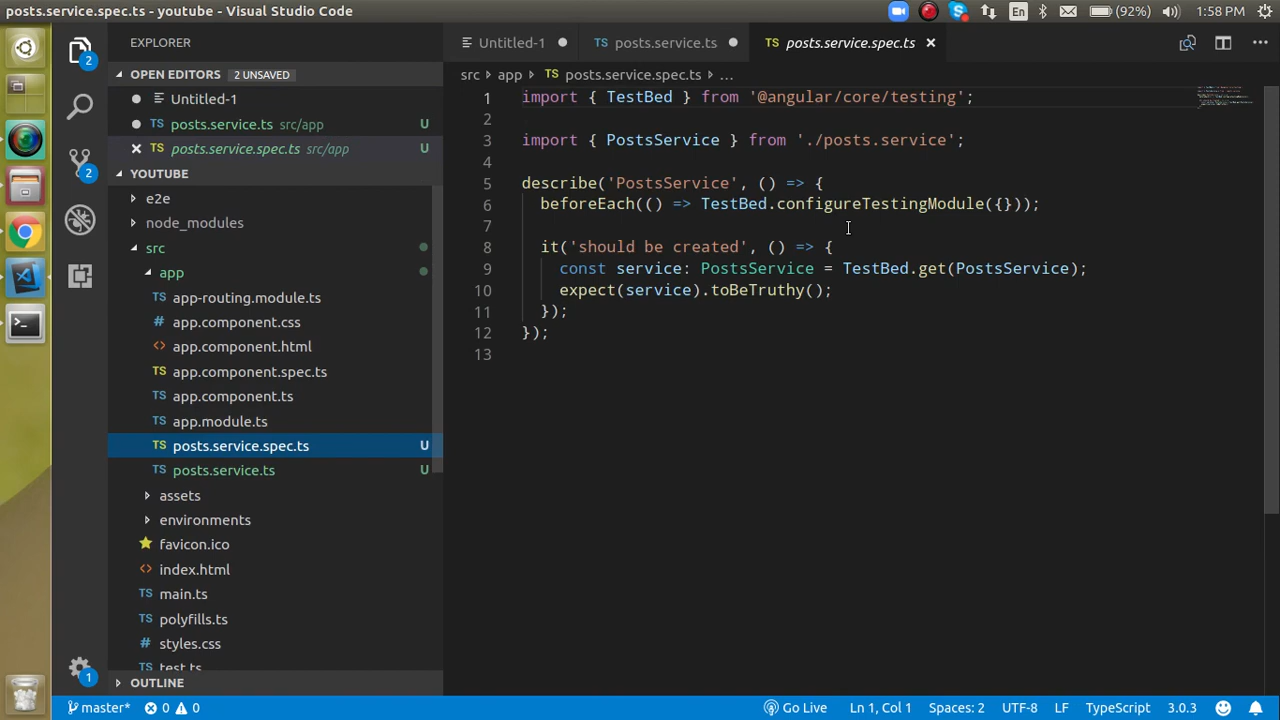 posts.service.spec.ts - youtube - Visual Studio Code
En
(92%)
1:58 PM
EXPLORER
Untitled-1
posts.service.ts
posts.service.spec.ts
OPEN EDITORS
2 UNSAVED
Untitled-1
posts.service.ts src/app U
posts.service.spec.ts src/app U
YOUTUBE
e2e
node_modules
src
app
app-routing.module.ts
app.component.css
app.component.html
app.component.spec.ts
app.component.ts
app.module.ts
posts.service.spec.ts U
posts.service.ts U
assets
environments
favicon.ico
index.html
main.ts
polyfills.ts
styles.css
test.ts
OUTLINE
src > app > TS posts.service.spec.ts > ...
1 import { TestBed } from '@angular/core/testing';
2
3 import { PostsService } from './posts.service';
4
5 describe('PostsService', () => {
6 beforeEach(() => TestBed.configureTestingModule({}));
7
8 it('should be created', () => {
9 const service: PostsService = TestBed.get(PostsService);
10 expect(service).toBeTruthy();
11 });
12 });
13
2
2
1
master*
0
0
Go Live
Ln 1, Col 1
Spaces: 2
UTF-8
LF
TypeScript
3.0.3